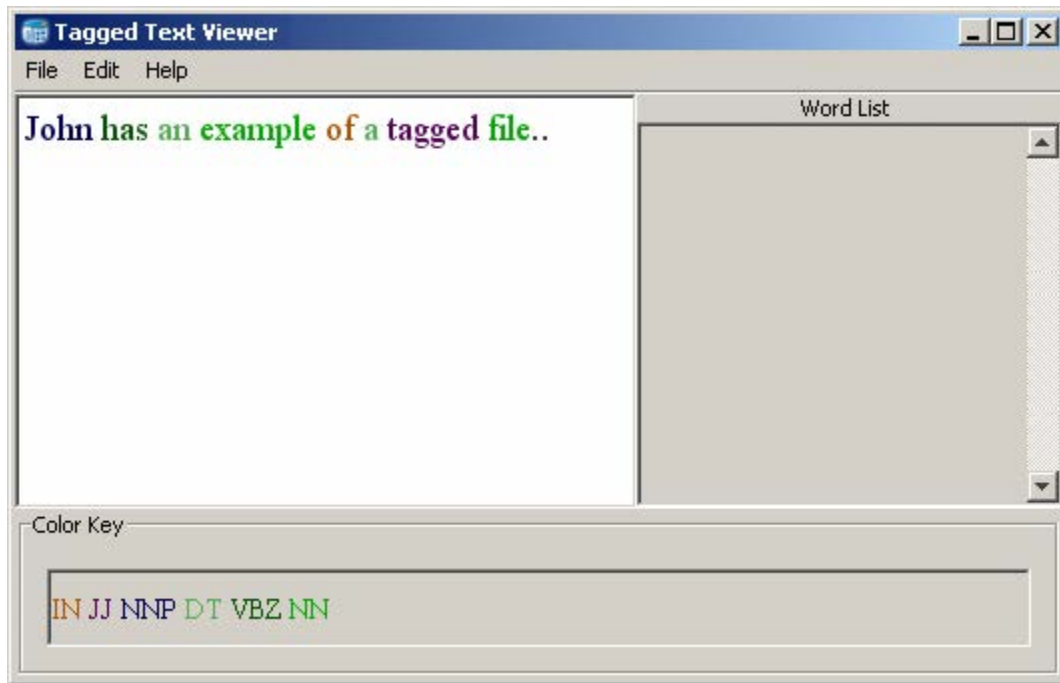 Tagged Text Viewer
File Edit Help
John has an example of a tagged file..
Word List
Color Key
IN JJ NNP DT VBZ NN